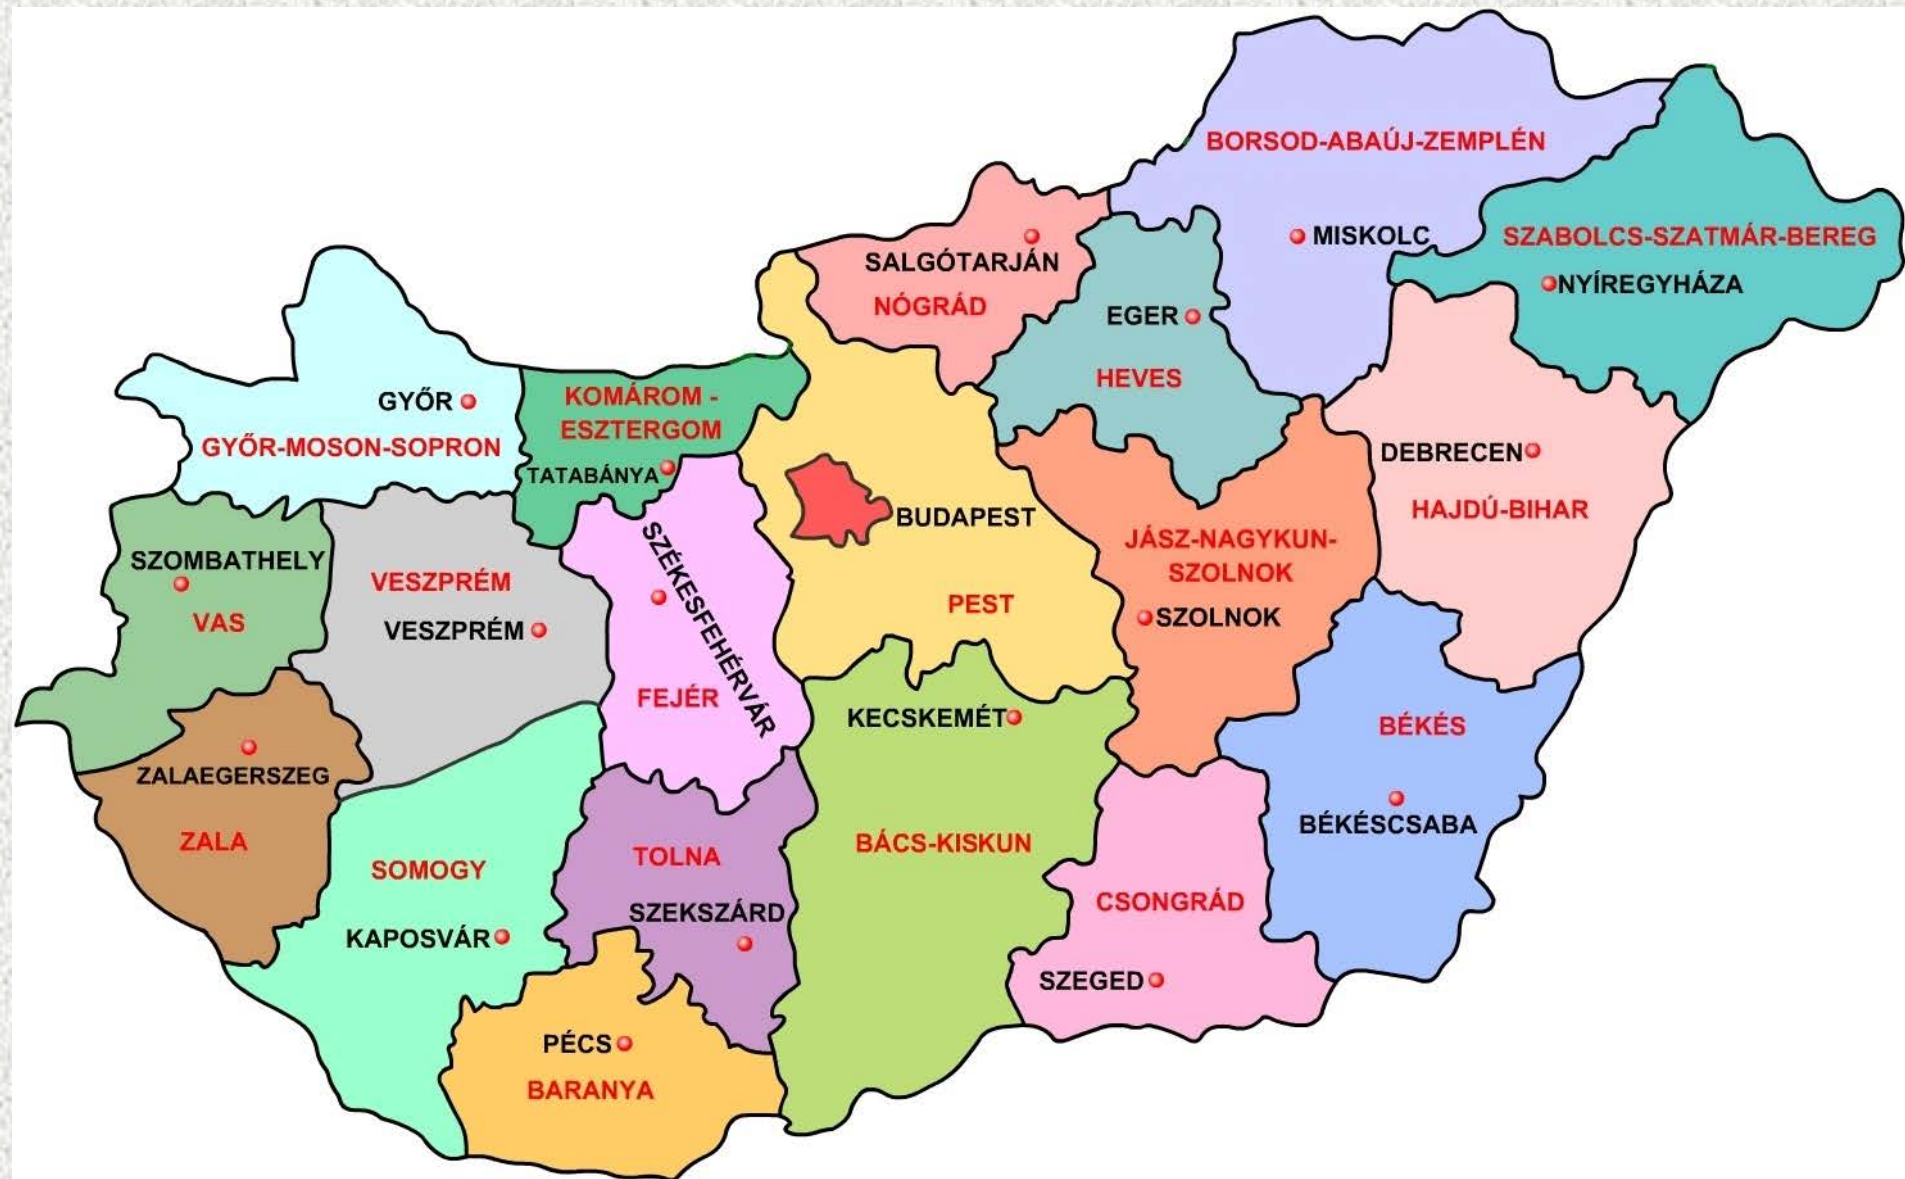 BORSOD-ABAÚJ-ZEMPLÉN
MISKOLC
SZABOLCS-SZATMÁR-BEREG
NYÍREGYHÁZA
SALGÓTARJÁN
NÓGRÁD
EGER
HEVES
GYŐR
GYŐR-MOSON-SOPRON
KOMÁROM -
ESZTERGOM
TATABÁNYA
BUDAPEST
PEST
DEBRECEN
HAJDÚ-BIHAR
JÁSZ-NAGYKUN-
SZOLNOK
SZOLNOK
SZOMBATHELY
VAS
VESZPRÉM
VESZPRÉM
SZÉKESFEHÉRVÁR
FEJÉR
KECSKEMÉT
BÁCS-KISKUN
BÉKÉS
BÉKÉSCSABA
ZALAEGERSZEG
ZALA
SOMOGY
KAPOSVÁR
TOLNA
SZEKSZÁRD
CSONGRÁD
SZEGED
PÉCS
BARANYA